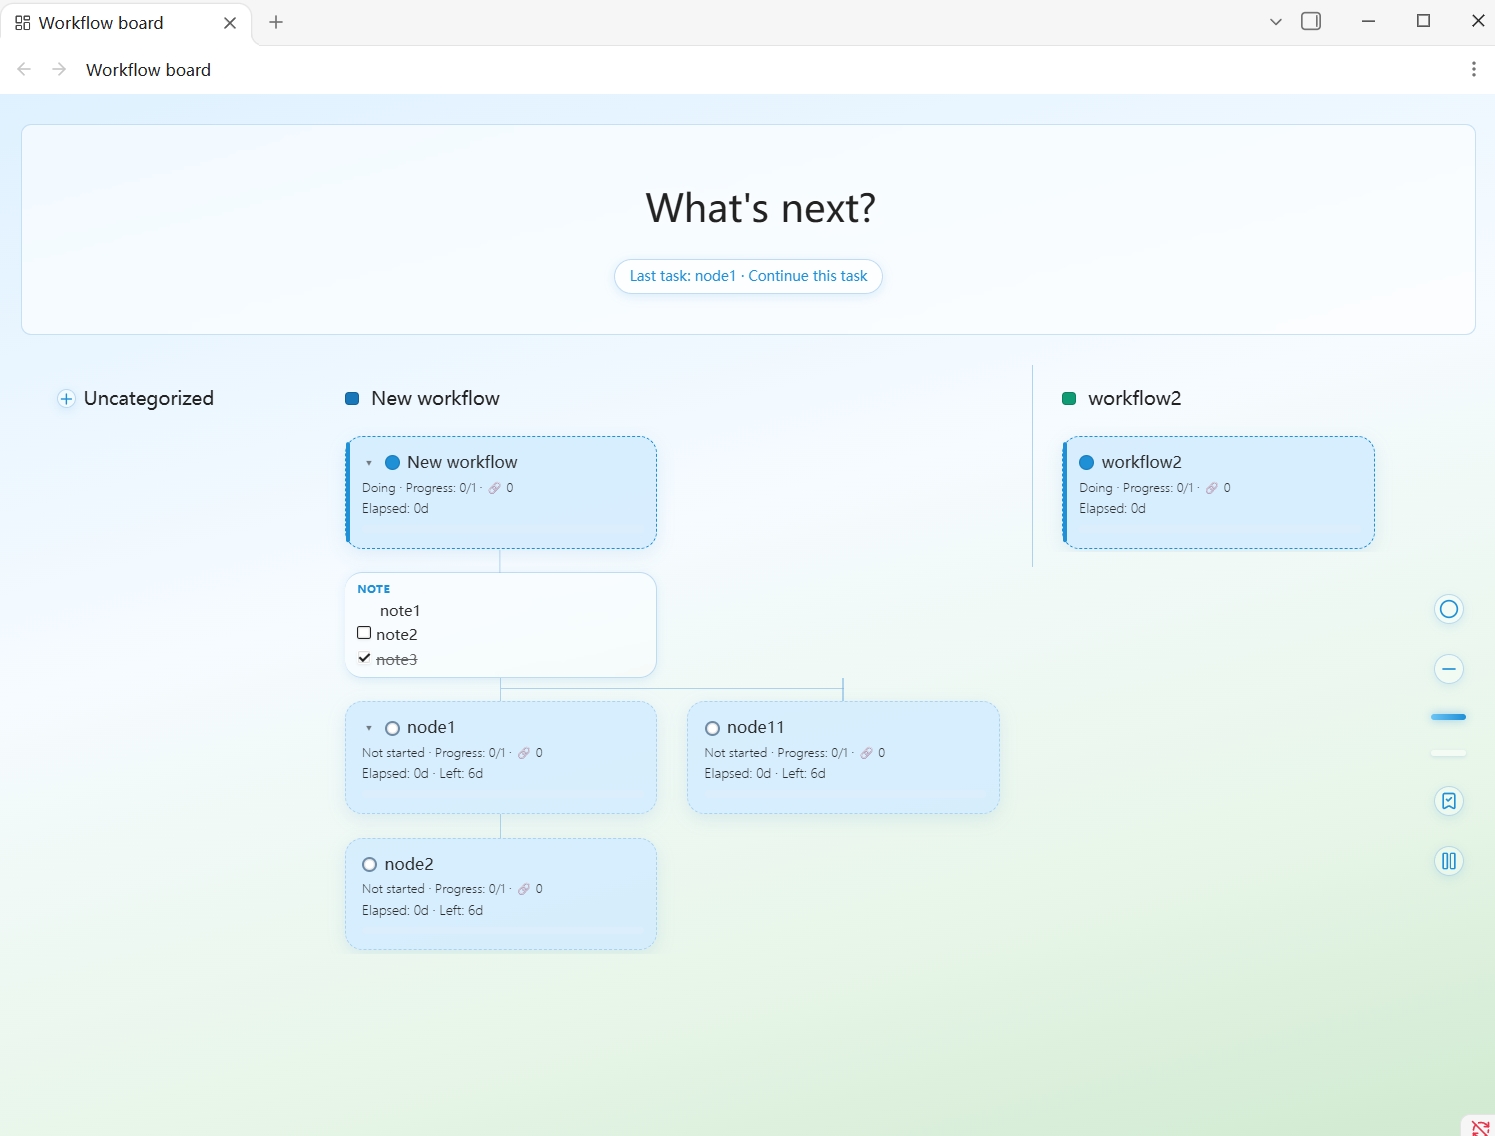 Workflow board
Workflow board
What's next?
Last task: node1 · Continue this task
Uncategorized
New workflow
New workflow
Doing · Progress: 0/1 · 🔗 0
Elapsed: 0d
NOTE
note1
note2
note3
node1
Not started · Progress: 0/1 · 🔗 0
Elapsed: 0d · Left: 6d
node11
Not started · Progress: 0/1 · 🔗 0
Elapsed: 0d · Left: 6d
node2
Not started · Progress: 0/1 · 🔗 0
Elapsed: 0d · Left: 6d
workflow2
workflow2
Doing · Progress: 0/1 · 🔗 0
Elapsed: 0d